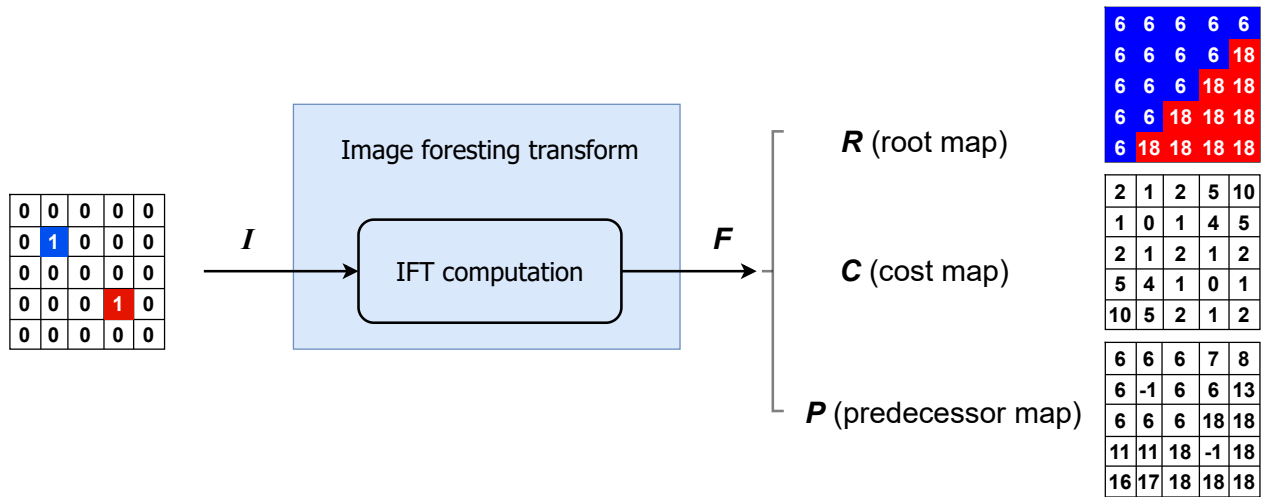 6 6 6 6 6
6 6 6 6 18
6 6 6 18 18
6 6 18 18 18
6 18 18 18 18
Image foresting transform
R (root map)
0 0 0 0 0
0 1 0 0 0
0 0 0 0 0
0 0 0 1 0
0 0 0 0 0
I
IFT computation
F
C (cost map)
2 1 2 5 10
1 0 1 4 5
2 1 2 1 2
5 4 1 0 1
10 5 2 1 2
P (predecessor map)
6 6 6 7 8
6 -1 6 6 13
6 6 6 18 18
11 11 18 -1 18
16 17 18 18 18